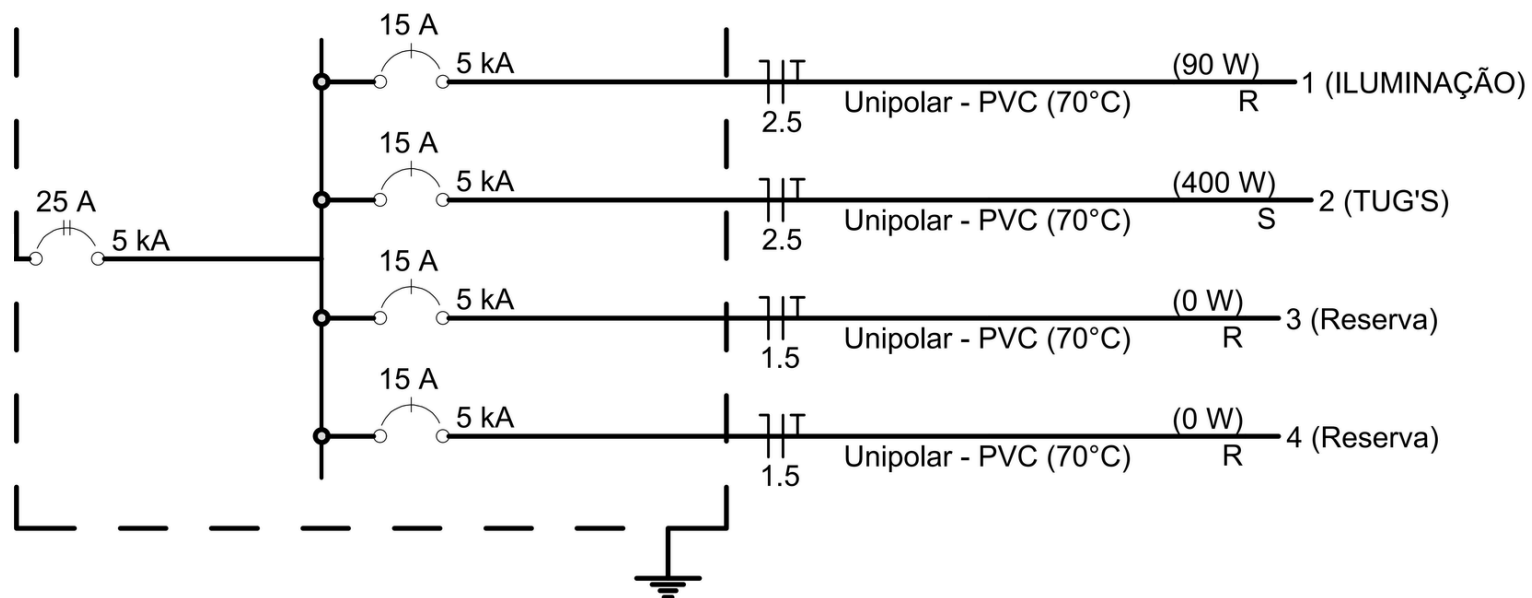 15 A
5 kA
(90 W)
1 (ILUMINAÇÃO)
2.5
Unipolar - PVC (70°C)
R
15 A
5 kA
(400 W)
2 (TUG'S)
2.5
Unipolar - PVC (70°C)
S
25 A
5 kA
15 A
5 kA
(0 W)
3 (Reserva)
1.5
Unipolar - PVC (70°C)
R
15 A
5 kA
(0 W)
4 (Reserva)
1.5
Unipolar - PVC (70°C)
R